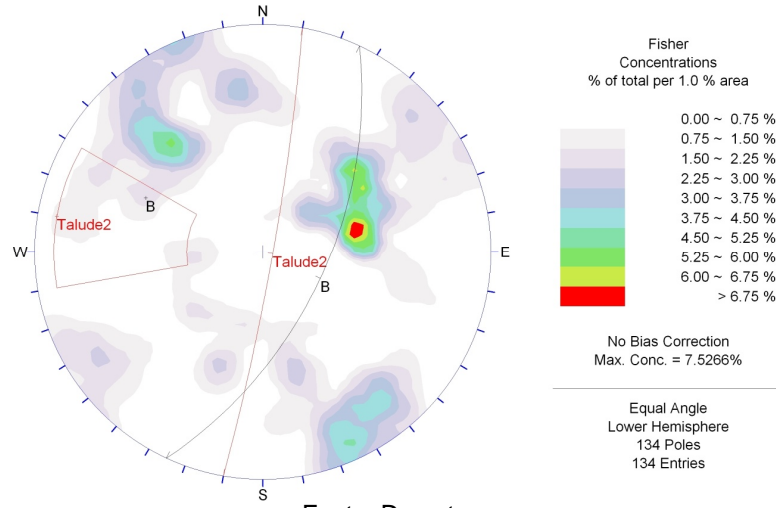 N
W
E
S
B
Talude2
Talude2
B
Fisher
Concentrations
% of total per 1.0 % area
0.00 ~ 0.75 %
0.75 ~ 1.50 %
1.50 ~ 2.25 %
2.25 ~ 3.00 %
3.00 ~ 3.75 %
3.75 ~ 4.50 %
4.50 ~ 5.25 %
5.25 ~ 6.00 %
6.00 ~ 6.75 %
> 6.75 %
No Bias Correction
Max. Conc. = 7.5266%
Equal Angle
Lower Hemisphere
134 Poles
134 Entries